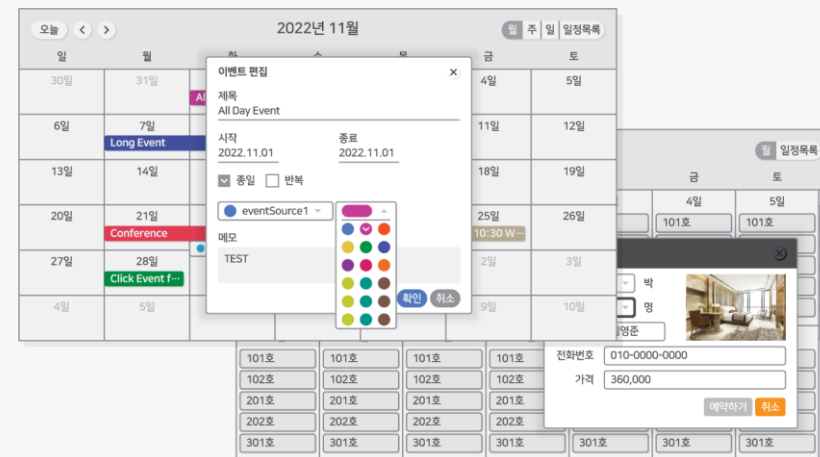 오늘 < > 2022년 11월 월 주 일 일정목록
일 월 화 수 목 금 토
30일 31일 4일 5일
Al
6일 7일 11일 12일
Long Event
13일 14일 18일 19일
20일 21일 25일 26일
Conference 10:30 W…
27일 28일 2일 3일
Click Event f…
4일 5일 9일 10일
이벤트 편집
제목
All Day Event
시작 종료
2022.11.01 2022.11.01
종일 반복
eventSource1
메모
TEST
확인 취소
월 일정목록
금 토
4일 5일
101호 101호
박
명
영준
전화번호 010-0000-0000
가격 360,000
예약하기 취소
101호 101호 101호 101호
102호 102호 102호 102호
201호 201호 201호 201호
202호 202호 202호 202호
301호 301호 301호 301호 301호 301호 301호